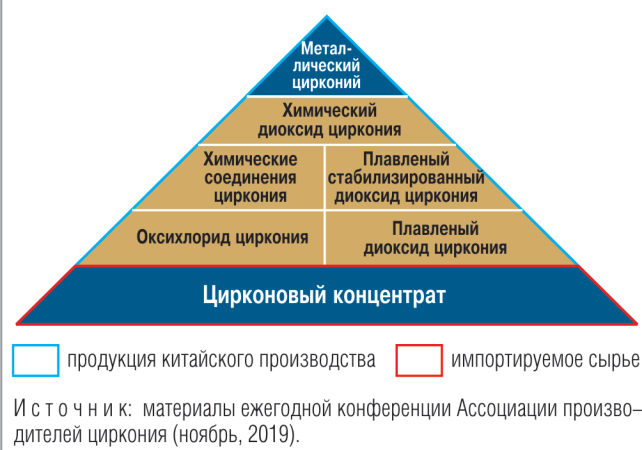 Метал-
лический
цирконий
Химический
диоксид циркония
Химические
соединения
циркония
Плавленый
стабилизированный
диоксид циркония
Оксихлорид циркония
Плавленый
диоксид циркония
Цирконовый концентрат
продукция китайского производства
импортируемое сырье
Источник: материалы ежегодной конференции Ассоциации произво–
дителей циркония (ноябрь, 2019).